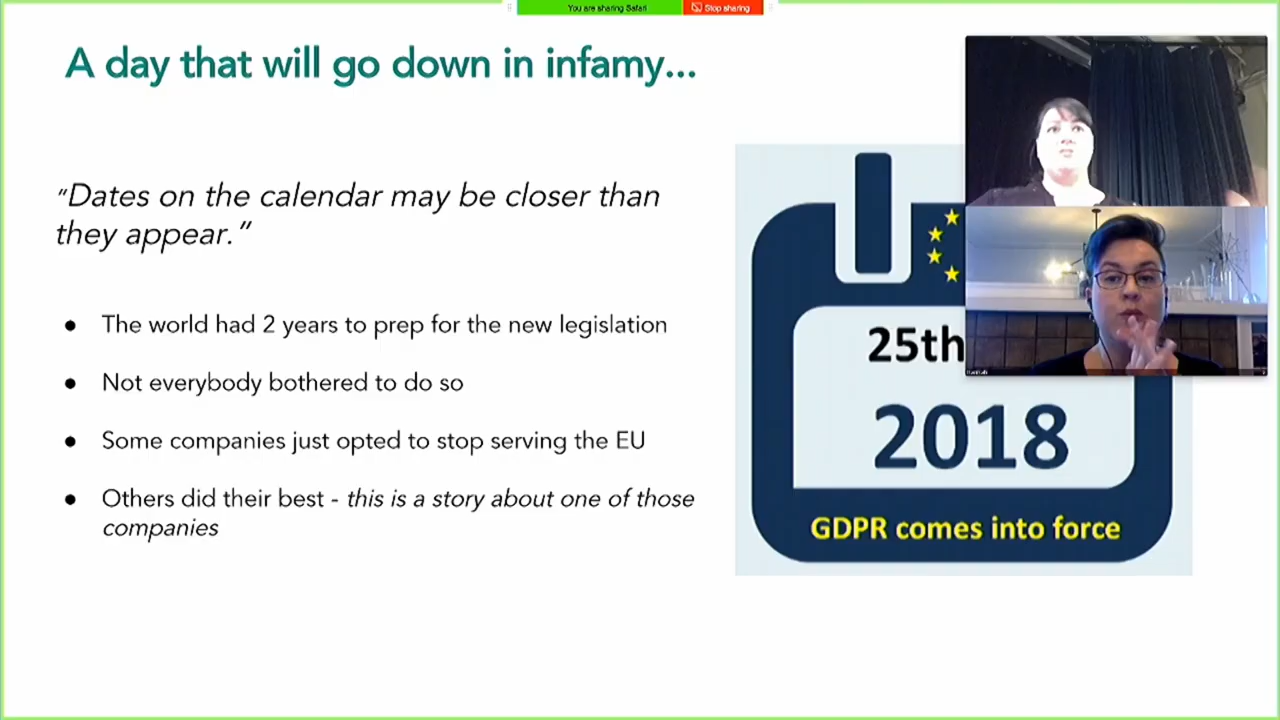 You are sharing Safari
Stop sharing
A day that will go down in infamy...
"Dates on the calendar may be closer than
they appear."
● The world had 2 years to prep for the new legislation
● Not everybody bothered to do so
● Some companies just opted to stop serving the EU
● Others did their best - this is a story about one of those
companies
25th
2018
GDPR comes into force